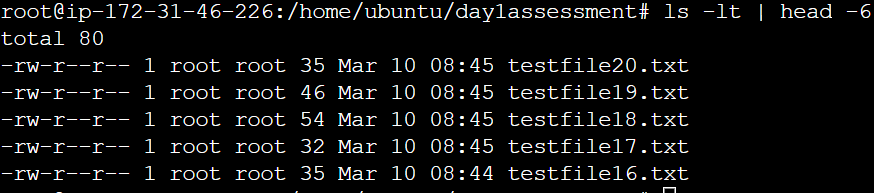 root@ip-172-31-46-226:/home/ubuntu/day1assessment# ls -lt | head -6
total 80
-rw-r--r-- 1 root root 35 Mar 10 08:45 testfile20.txt
-rw-r--r-- 1 root root 46 Mar 10 08:45 testfile19.txt
-rw-r--r-- 1 root root 54 Mar 10 08:45 testfile18.txt
-rw-r--r-- 1 root root 32 Mar 10 08:45 testfile17.txt
-rw-r--r-- 1 root root 35 Mar 10 08:44 testfile16.txt